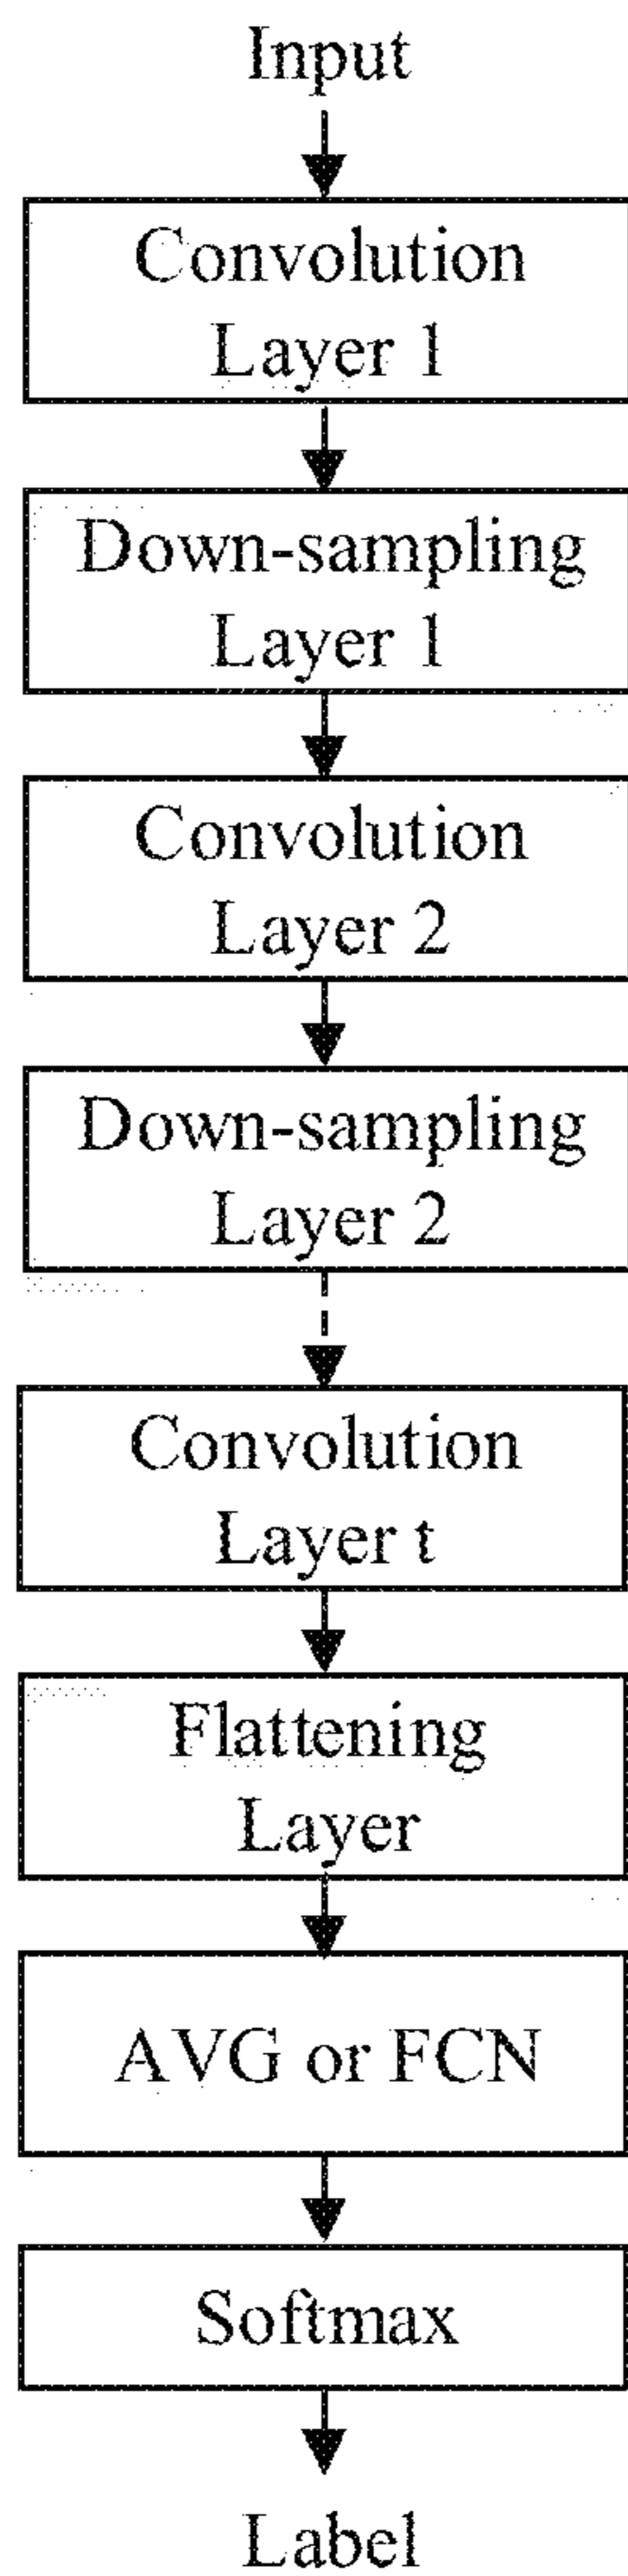 Input
Convolution
Layer 1
Down-sampling
Layer 1
Convolution
Layer 2
Down-sampling
Layer 2
Convolution
Layer t
Flattening
Layer
AVG or FCN
Softmax
Label